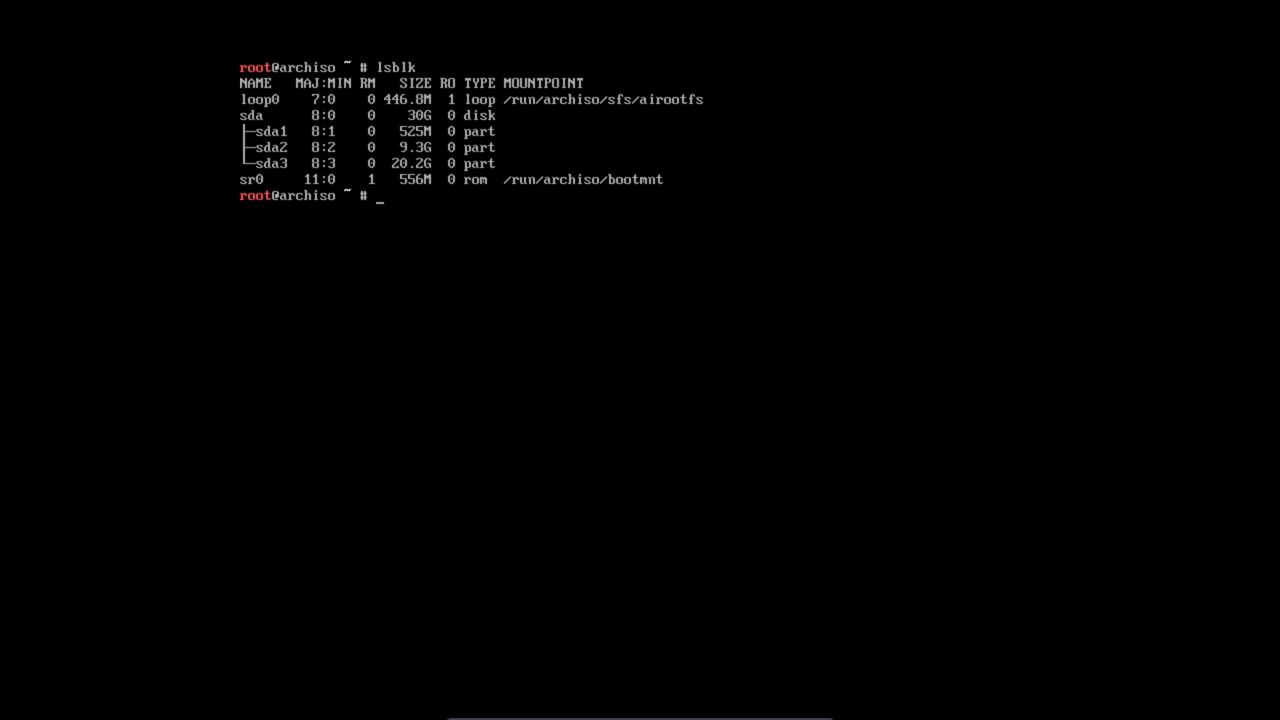 root@archiso ~ # lsblk
NAME   MAJ:MIN RM   SIZE RO TYPE MOUNTPOINT
loop0    7:0    0 446.8M  1 loop /run/archiso/sfs/airootfs
sda      8:0    0    30G  0 disk
├─sda1   8:1    0   525M  0 part
├─sda2   8:2    0   9.3G  0 part
└─sda3   8:3    0  20.2G  0 part
sr0     11:0    1   556M  0 rom  /run/archiso/bootmnt
root@archiso ~ # _